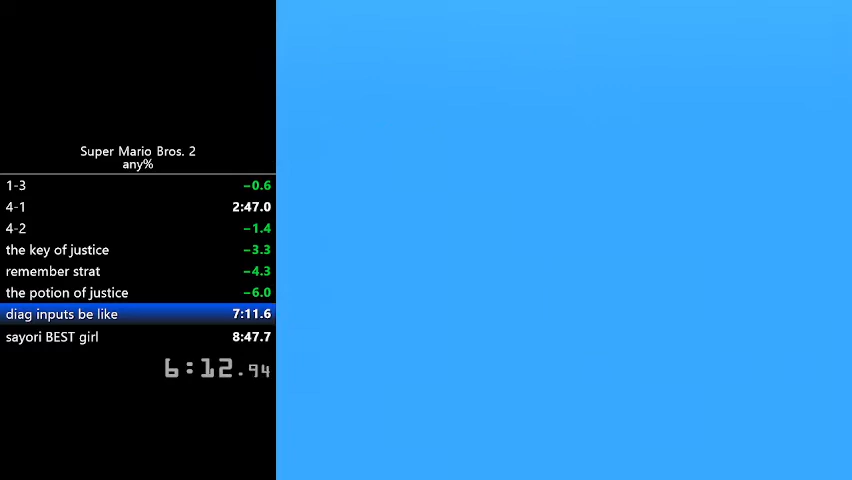 Super Mario Bros. 2
any%
1-3 −0.6
4-1 2:47.0
4-2 −1.4
the key of justice −3.3
remember strat −4.3
the potion of justice −6.0
diag inputs be like 7:11.6
sayori BEST girl 8:47.7
6:12.94